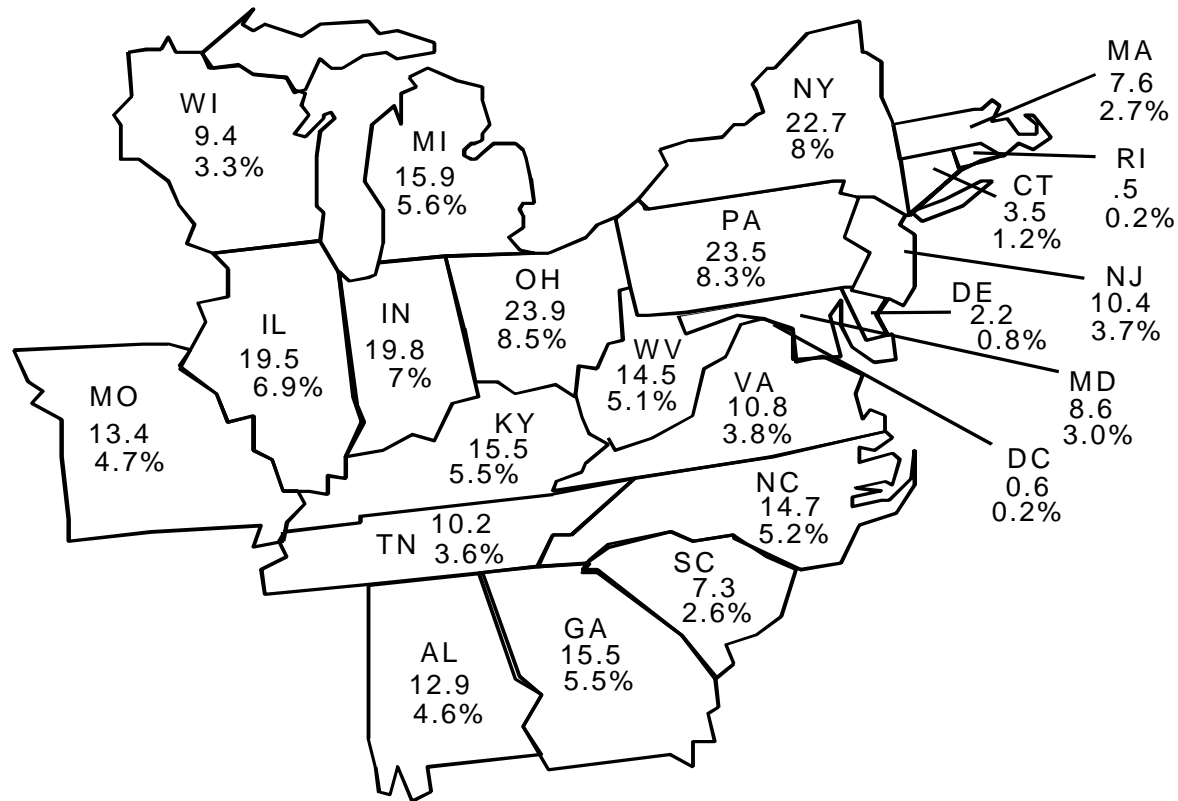 WI
9.4
3.3%
MI
15.9
5.6%
NY
22.7
8%
MA
7.6
2.7%
RI
.5
0.2%
CT
3.5
1.2%
PA
23.5
8.3%
NJ
10.4
3.7%
OH
23.9
8.5%
DE
2.2
0.8%
IL
19.5
6.9%
IN
19.8
7%
WV
14.5
5.1%
VA
10.8
3.8%
MD
8.6
3.0%
MO
13.4
4.7%
KY
15.5
5.5%
DC
0.6
0.2%
NC
14.7
5.2%
TN
10.2
3.6%
SC
7.3
2.6%
GA
15.5
5.5%
AL
12.9
4.6%